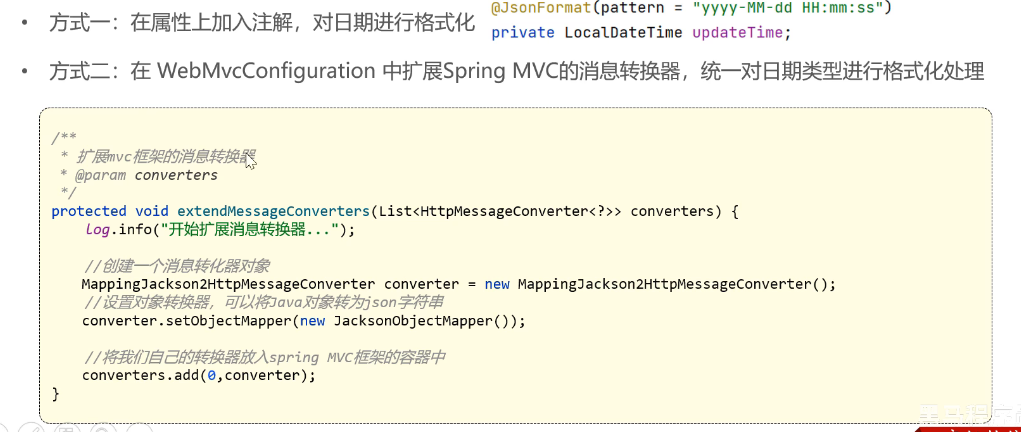 • 方式一：在属性上加入注解，对日期进行格式化
@JsonFormat(pattern = "yyyy-MM-dd HH:mm:ss")
private LocalDateTime updateTime;
• 方式二：在 WebMvcConfiguration 中扩展Spring MVC的消息转换器，统一对日期类型进行格式化处理
/**
 * 扩展mvc框架的消息转换器
 * @param converters
 */
protected void extendMessageConverters(List<HttpMessageConverter<?>> converters) {
    log.info("开始扩展消息转换器...");
    //创建一个消息转化器对象
    MappingJackson2HttpMessageConverter converter = new MappingJackson2HttpMessageConverter();
    //设置对象转换器，可以将Java对象转为json字符串
    converter.setObjectMapper(new JacksonObjectMapper());
    //将我们自己的转换器放入spring MVC框架的容器中
    converters.add(0,converter);
}